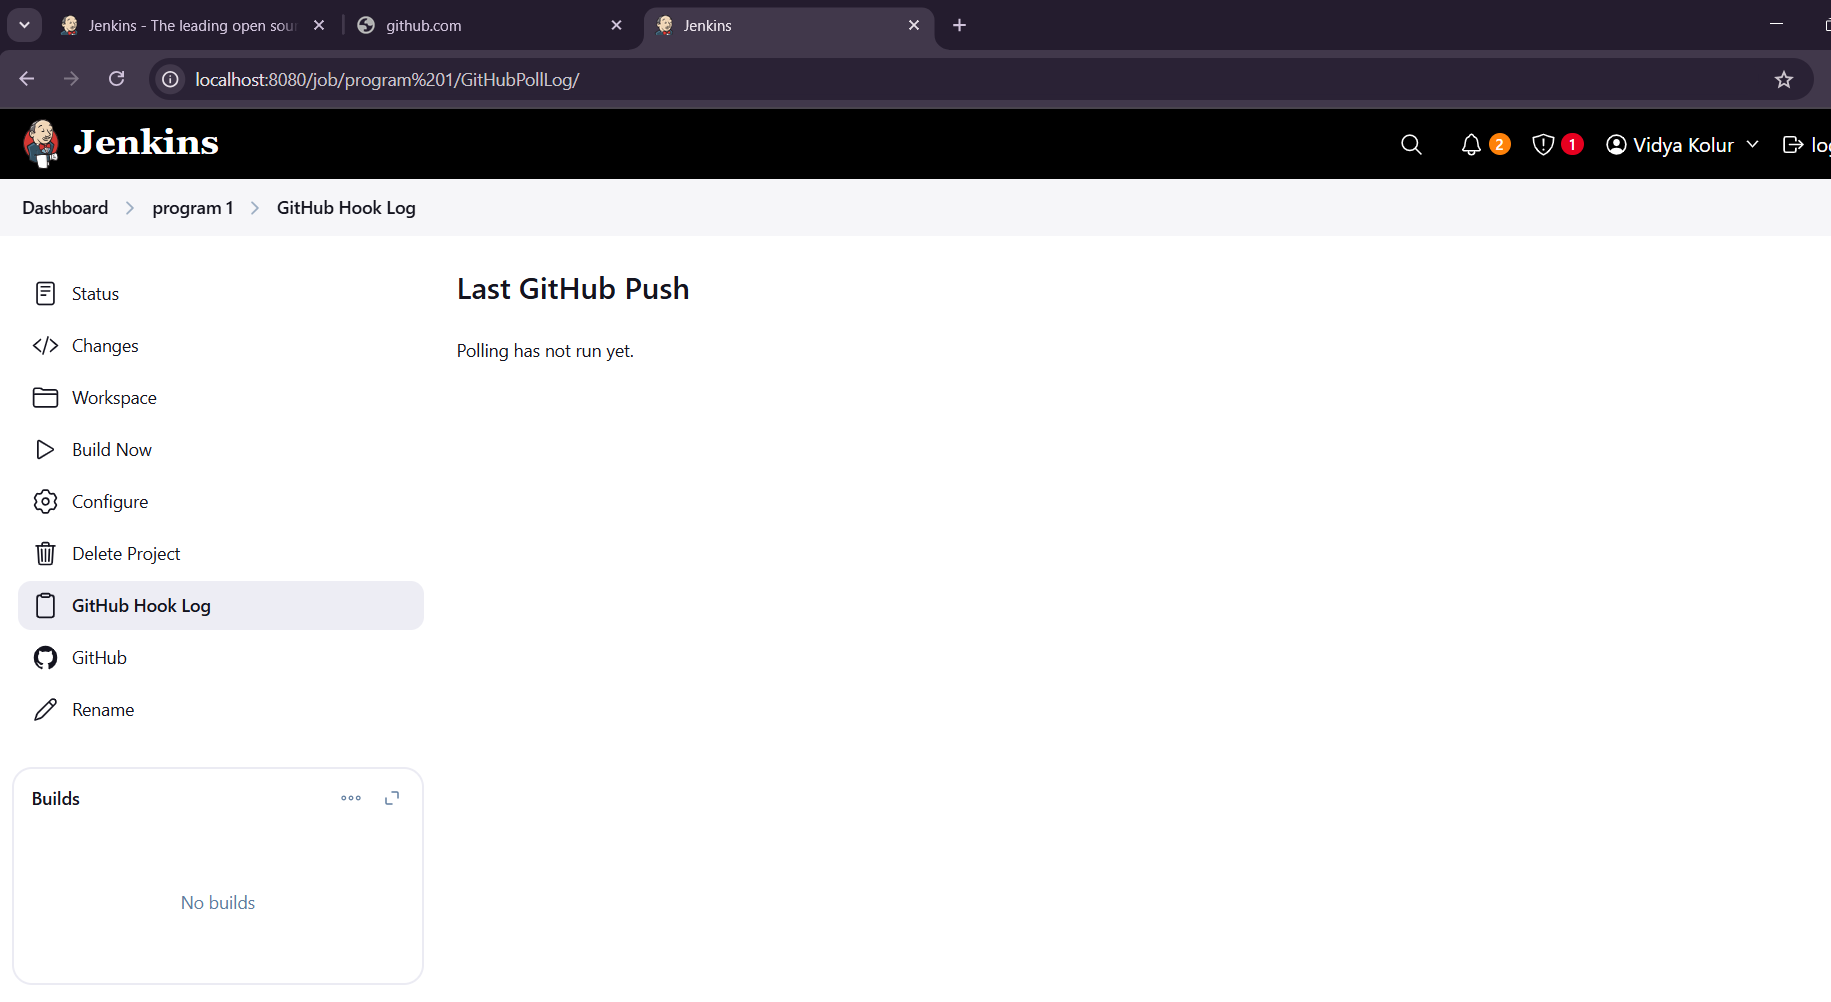 Jenkins - The leading open sou
github.com
Jenkins
localhost:8080/job/program%201/GitHubPollLog/
Jenkins
2
1
Vidya Kolur
log
Dashboard
program 1
GitHub Hook Log
Status
Changes
Workspace
Build Now
Configure
Delete Project
GitHub Hook Log
GitHub
Rename
Last GitHub Push
Polling has not run yet.
Builds
No builds